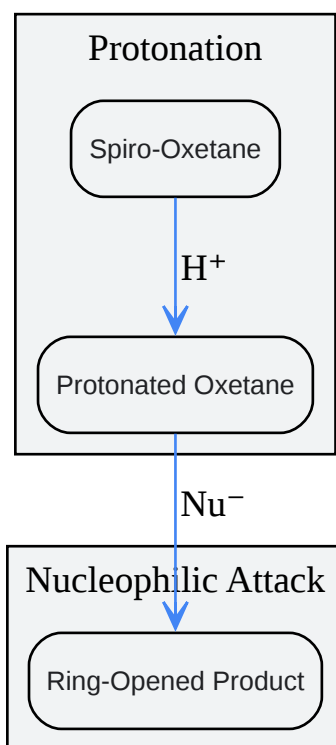 Protonation
Spiro-Oxetane
H⁺
Protonated Oxetane
Nu⁻
Nucleophilic Attack
Ring-Opened Product